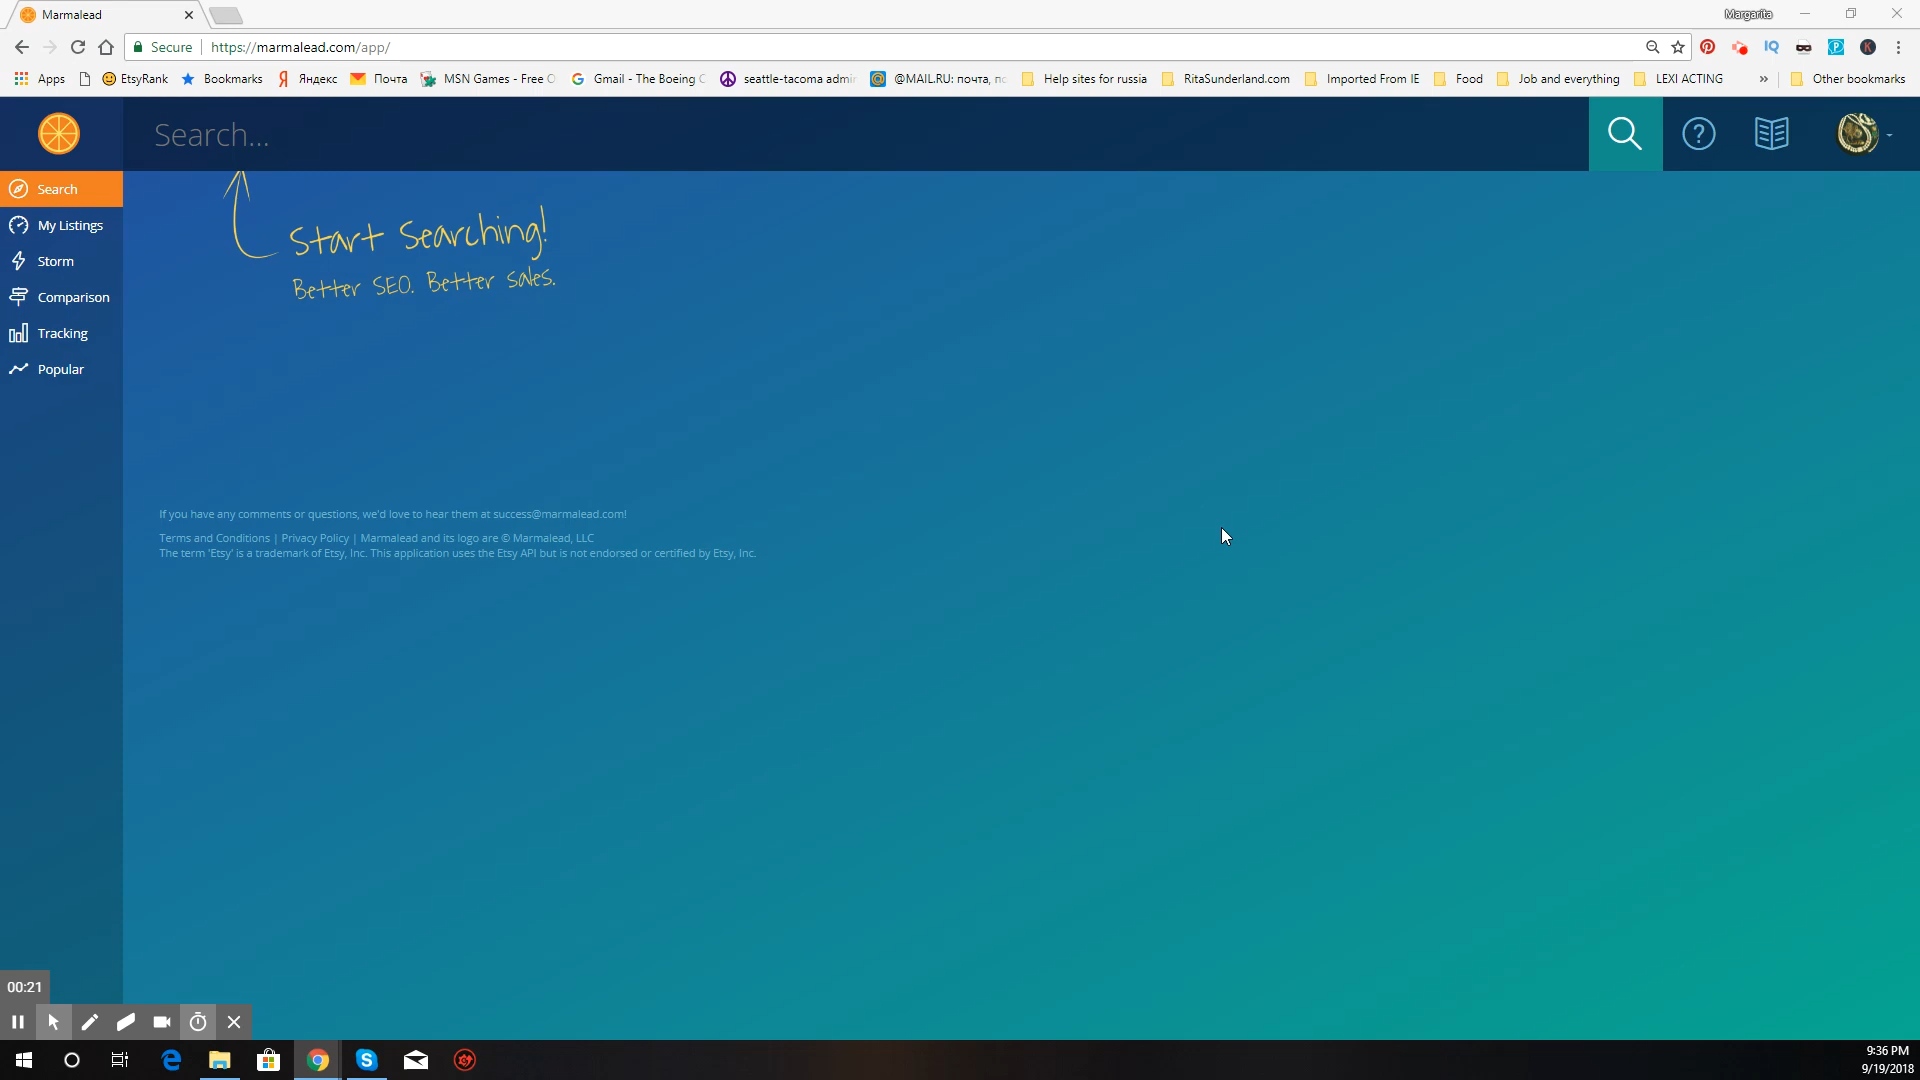 Marmalead
Margarita
Secure
https://marmalead.com/app/
Apps
EtsyRank
Bookmarks
Яндекс
Почта
MSN Games - Free O
Gmail - The Boeing C
seattle-tacoma admi
@MAIL.RU: почта, по
Help sites for russia
RitaSunderland.com
Imported From IE
Food
Job and everything
LEXI ACTING
Other bookmarks
Search...
Search
My Listings
Storm
Comparison
Tracking
Popular
Start Searching!
Better SEO. Better sales.
If you have any comments or questions, we'd love to hear them at success@marmalead.com!
Terms and Conditions | Privacy Policy | Marmalead and its logo are © Marmalead, LLC
The term 'Etsy' is a trademark of Etsy, Inc. This application uses the Etsy API but is not endorsed or certified by Etsy, Inc.
00:21
9:36 PM
9/19/2018